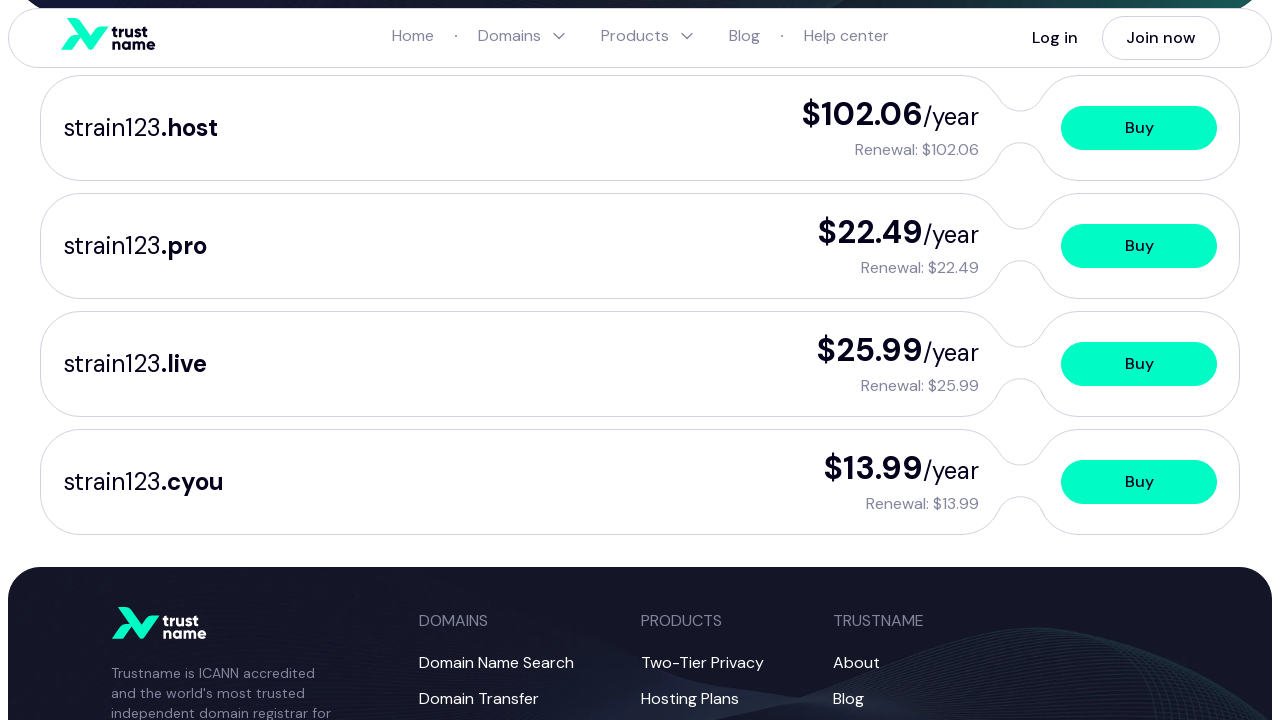 trust
name
Home · Domains Products Blog · Help center
Log in
Join now
strain123.host
$102.06/year
Renewal: $102.06
Buy
strain123.pro
$22.49/year
Renewal: $22.49
Buy
strain123.live
$25.99/year
Renewal: $25.99
Buy
strain123.cyou
$13.99/year
Renewal: $13.99
Buy
trust
name
Trustname is ICANN accredited
and the world's most trusted
independent domain registrar for
DOMAINS
Domain Name Search
Domain Transfer
PRODUCTS
Two-Tier Privacy
Hosting Plans
TRUSTNAME
About
Blog